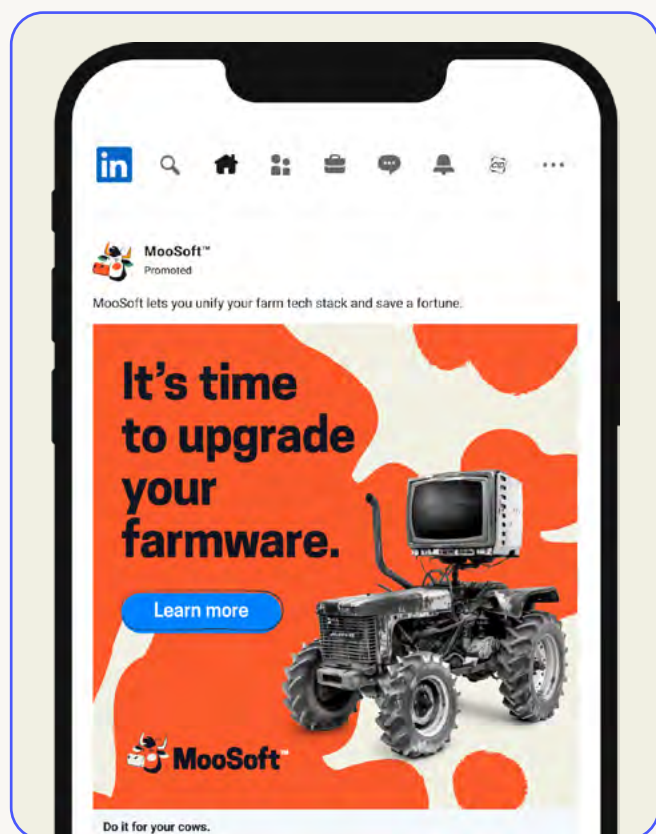 in
MooSoft™
Promoted
MooSoft lets you unify your farm tech stack and save a fortune.
It's time
to upgrade
your
farmware.
Learn more
MooSoft™
Do it for your cows.